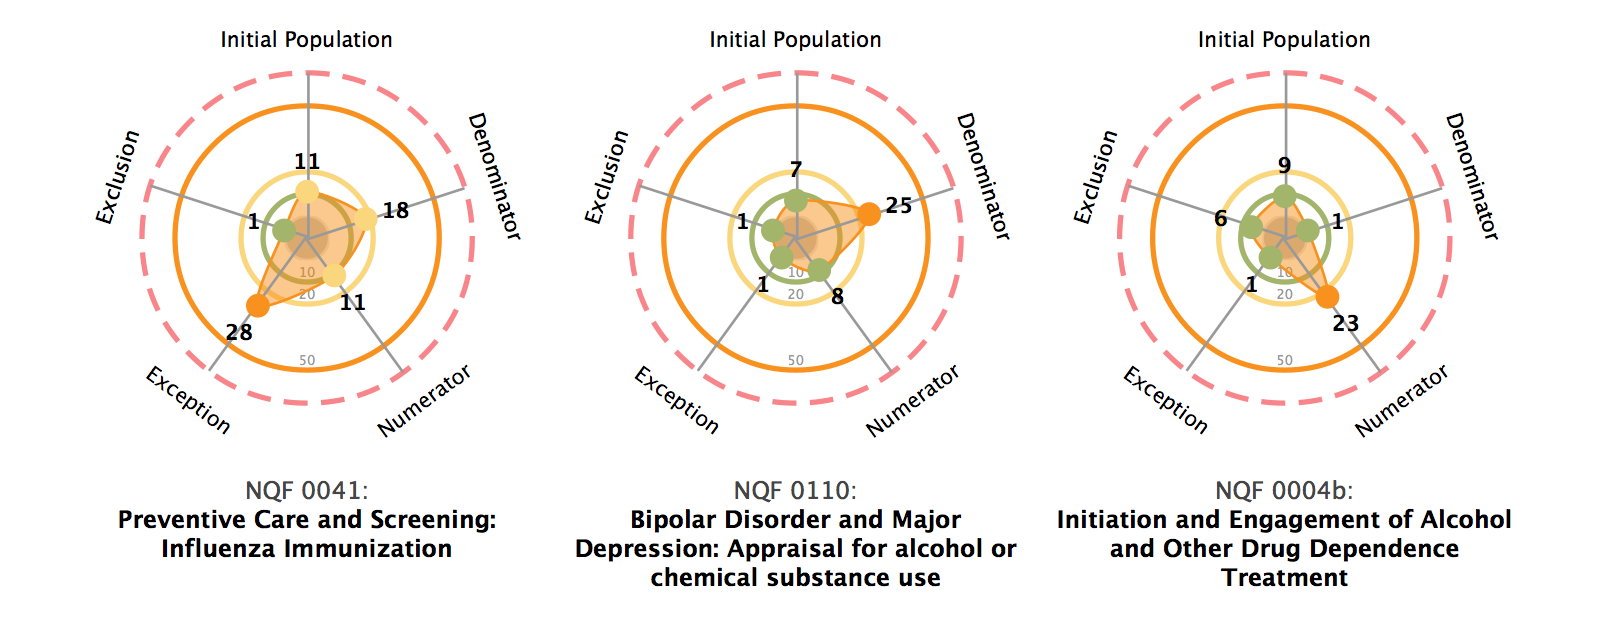 Initial Population
Exclusion
Denominator
11
18
1
10
20
11
28
50
Exception
Numerator
NQF 0041:
Preventive Care and Screening:
Influenza Immunization
Initial Population
Exclusion
Denominator
7
25
1
10
20
1
8
50
Exception
Numerator
NQF 0110:
Bipolar Disorder and Major
Depression: Appraisal for alcohol or
chemical substance use
Initial Population
Exclusion
Denominator
9
6
1
10
20
1
23
50
Exception
Numerator
NQF 0004b:
Initiation and Engagement of Alcohol
and Other Drug Dependence
Treatment